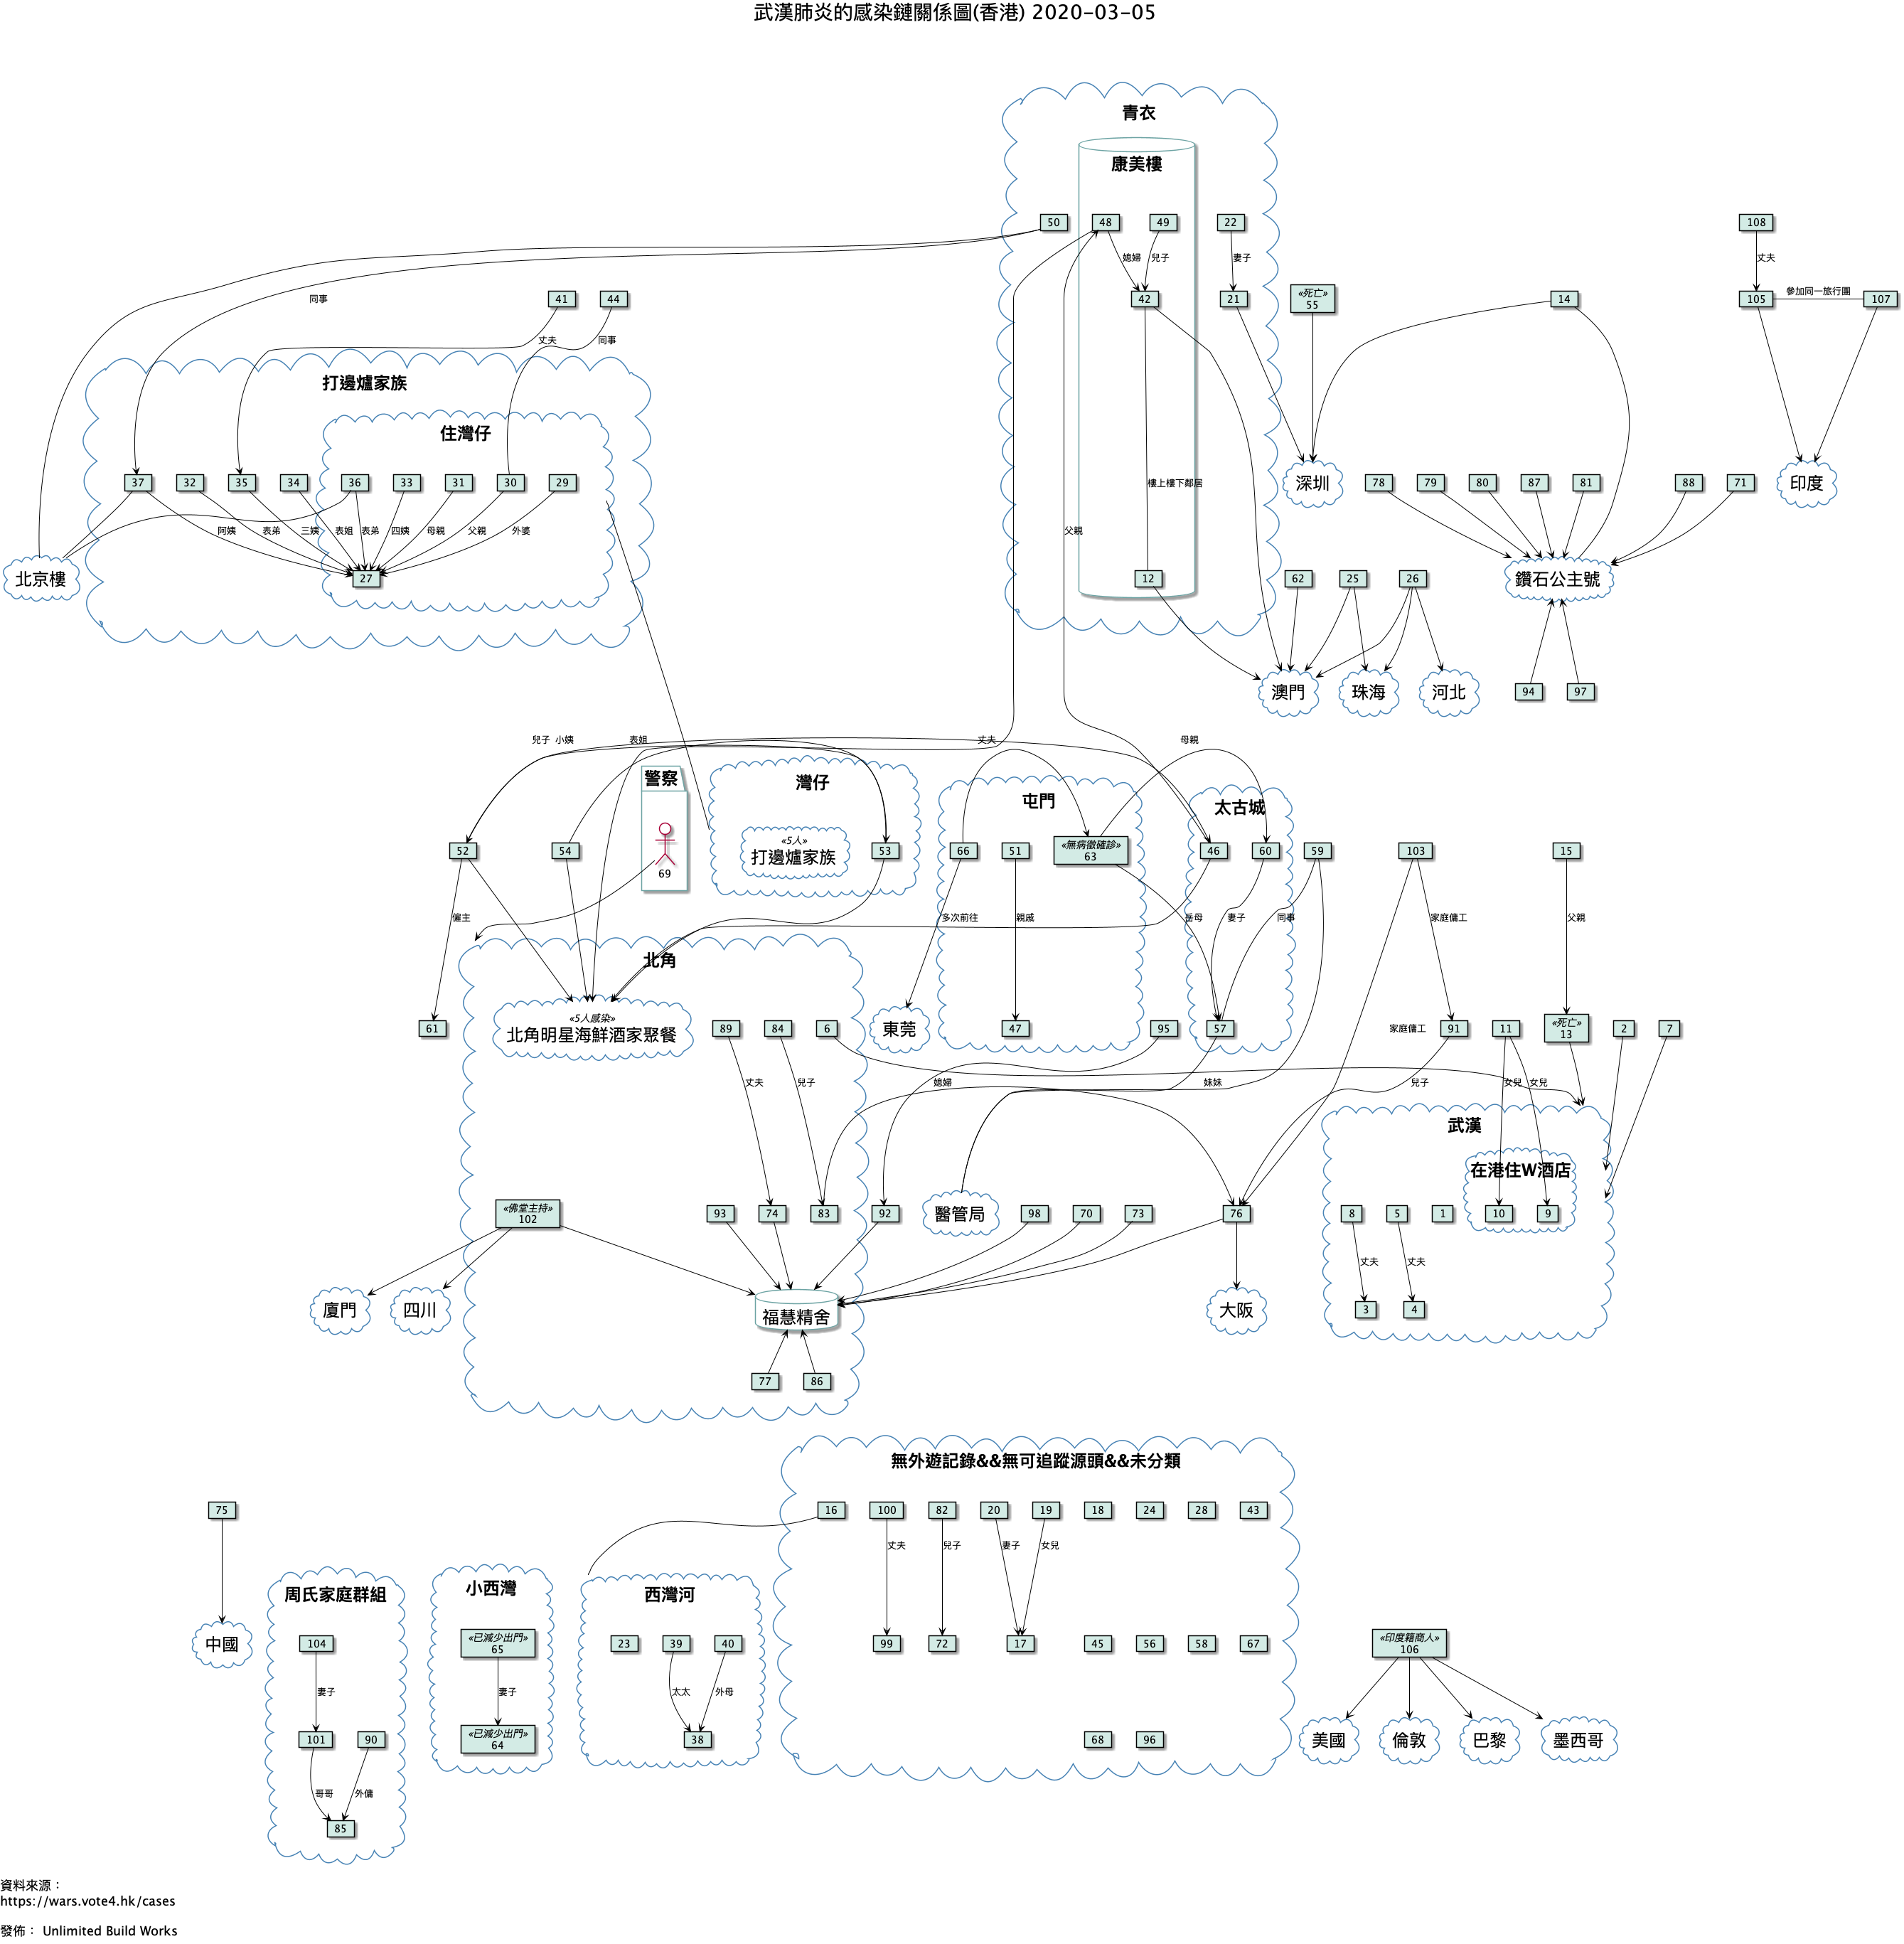 武漢肺炎的感染鏈關係圖(香港) 2020-03-05
青衣
康美樓
50
48
49
22
108
媳婦
兒子
妻子
丈夫
同事
41
44
42
21
«死亡»
55
14
105
參加同一旅行團
107
丈夫
同事
打邊爐家族
住灣仔
37
32
35
34
36
33
31
30
29
樓上樓下鄰居
深圳
78
79
80
87
81
88
71
印度
阿姨
表弟
三姨
表姐
表弟
四姨
母親
父親
外婆
父親
北京樓
27
12
62
25
26
鑽石公主號
澳門
珠海
河北
94
97
兒子
小姨
表姐
丈夫
母親
警察
灣仔
屯門
太古城
52
54
69
«5人»
打邊爐家族
53
66
51
«無病徵確診»
63
46
60
59
103
15
僱主
多次前往
親戚
岳母
妻子
同事
家庭傭工
父親
北角
61
«5人感染»
北角明星海鮮酒家聚餐
89
84
6
東莞
47
95
57
家庭傭工
91
11
«死亡»
13
2
7
丈夫
兒子
媳婦
妹妹
兒子
女兒
女兒
武漢
在港住W酒店
«佛堂主持»
102
93
74
83
92
醫管局
98
70
73
76
8
5
1
10
9
丈夫
丈夫
廈門
四川
福慧精舍
大阪
3
4
77
86
無外遊記錄&&無可追蹤源頭&&未分類
75
16
100
82
20
19
18
24
28
43
丈夫
兒子
妻子
女兒
周氏家庭群組
小西灣
西灣河
中國
104
«已減少出門»
65
23
39
40
99
72
17
45
56
58
67
«印度籍商人»
106
妻子
妻子
太太
外母
101
90
«已減少出門»
64
38
68
96
美國
倫敦
巴黎
墨西哥
哥哥
外傭
85
資料來源：
https://wars.vote4.hk/cases
發佈： Unlimited Build Works